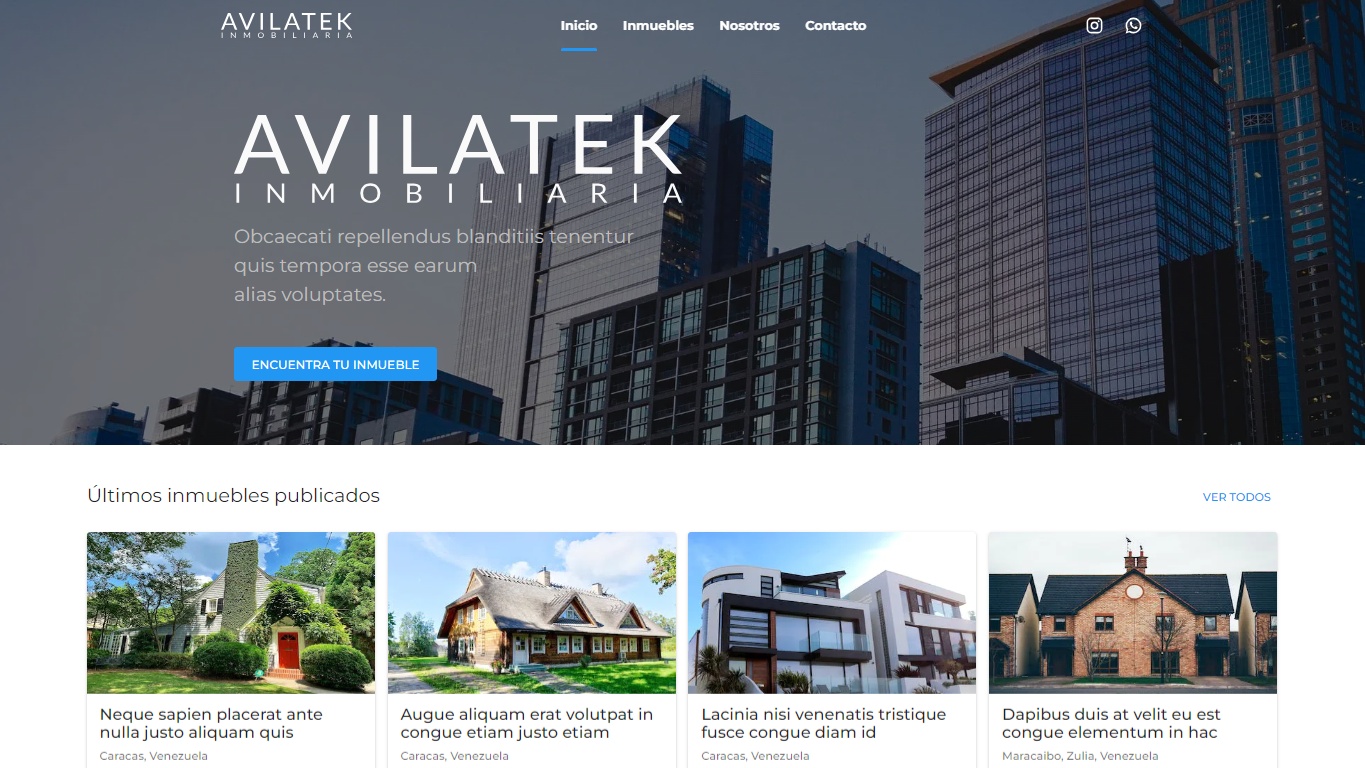 AVILATEK
INMOBILIARIA
Inicio
Inmuebles
Nosotros
Contacto
AVILATEK
INMOBILIARIA
Obcaecati repellendus blanditiis tenentur
quis tempora esse earum
alias voluptates.
ENCUENTRA TU INMUEBLE
Últimos inmuebles publicados
VER TODOS
Neque sapien placerat ante
nulla justo aliquam quis
Caracas, Venezuela
Augue aliquam erat volutpat in
congue etiam justo etiam
Caracas, Venezuela
Lacinia nisi venenatis tristique
fusce congue diam id
Caracas, Venezuela
Dapibus duis at velit eu est
congue elementum in hac
Maracaibo, Zulia, Venezuela